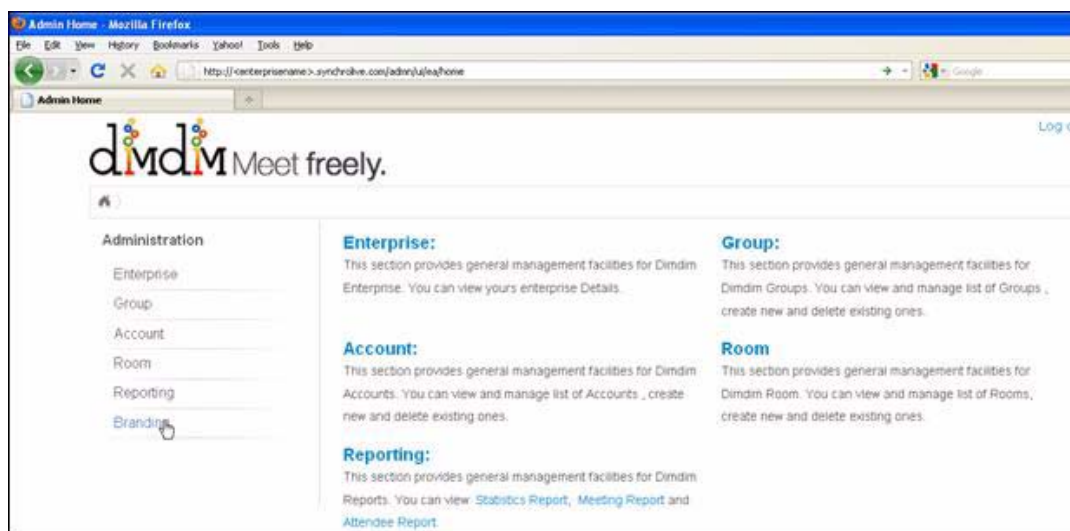 Admin Home - Mozilla Firefox
File Edit View History Bookmarks Yahoo! Tools Help
http://<enterprisename>.synchrolive.com/admin/ui/ea/home
Google
Admin Home
Log
dimdim Meet freely.
Administration
Enterprise
Group
Account
Room
Reporting
Branding
Enterprise:
This section provides general management facilities for Dimdim
Enterprise. You can view yours enterprise Details.
Group:
This section provides general management facilities for
Dimdim Groups. You can view and manage list of Groups ,
create new and delete existing ones.
Account:
This section provides general management facilities for Dimdim
Accounts. You can view and manage list of Accounts , create
new and delete existing ones.
Room
This section provides general management facilities for
Dimdim Room. You can view and manage list of Rooms,
create new and delete existing ones.
Reporting:
This section provides general management facilities for Dimdim
Reports. You can view Statistics Report, Meeting Report and
Attendee Report